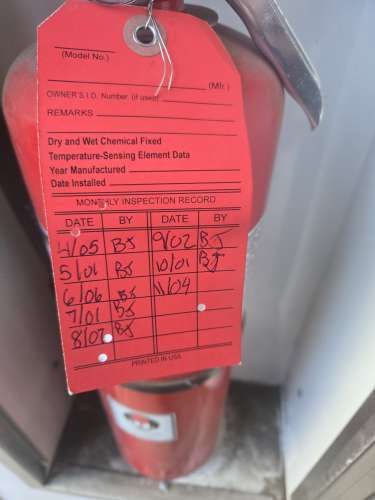 (Model No.)
(Mfr.)
OWNER'S I.D. Number. (if used)
REMARKS
Dry and Wet Chemical Fixed
Temperature-Sensing Element Data
Year Manufactured
Date Installed
MONTHLY INSPECTION RECORD
DATE BY DATE BY
4/05 BJ 9/02 BJ
5/01 BJ 10/01 BJ
6/06 BJ 11/04
7/01 BJ
8/02 BJ
PRINTED IN USA